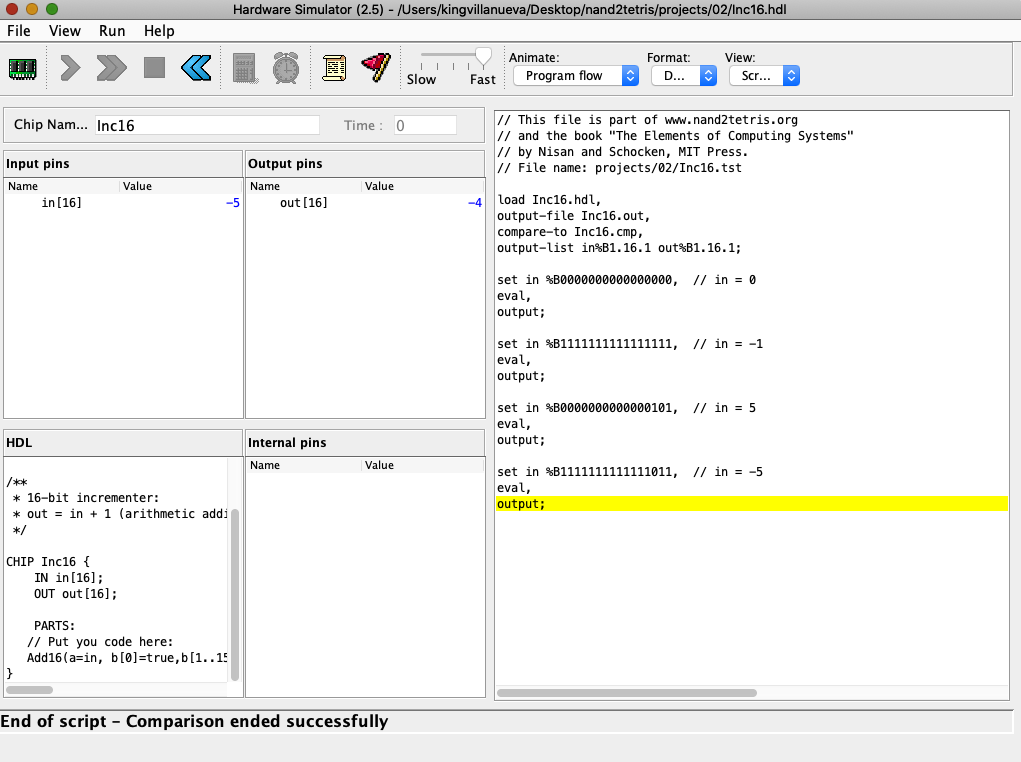 Hardware Simulator (2.5) - /Users/kingvillanueva/Desktop/nand2tetris/projects/02/Inc16.hdl
File View Run Help
Slow Fast
Animate: Format: View:
Program flow D... Scr...
Chip Nam... Inc16 Time : 0
Input pins
Name Value
in[16] -5
Output pins
Name Value
out[16] -4
HDL
/**
* 16-bit incrementer:
* out = in + 1 (arithmetic addi
*/
CHIP Inc16 {
IN in[16];
OUT out[16];
PARTS:
// Put you code here:
Add16(a=in, b[0]=true,b[1..15
}
Internal pins
Name Value
// This file is part of www.nand2tetris.org
// and the book "The Elements of Computing Systems"
// by Nisan and Schocken, MIT Press.
// File name: projects/02/Inc16.tst
load Inc16.hdl,
output-file Inc16.out,
compare-to Inc16.cmp,
output-list in%B1.16.1 out%B1.16.1;
set in %B0000000000000000,  // in = 0
eval,
output;
set in %B1111111111111111,  // in = -1
eval,
output;
set in %B0000000000000101,  // in = 5
eval,
output;
set in %B1111111111111011,  // in = -5
eval,
output;
End of script - Comparison ended successfully